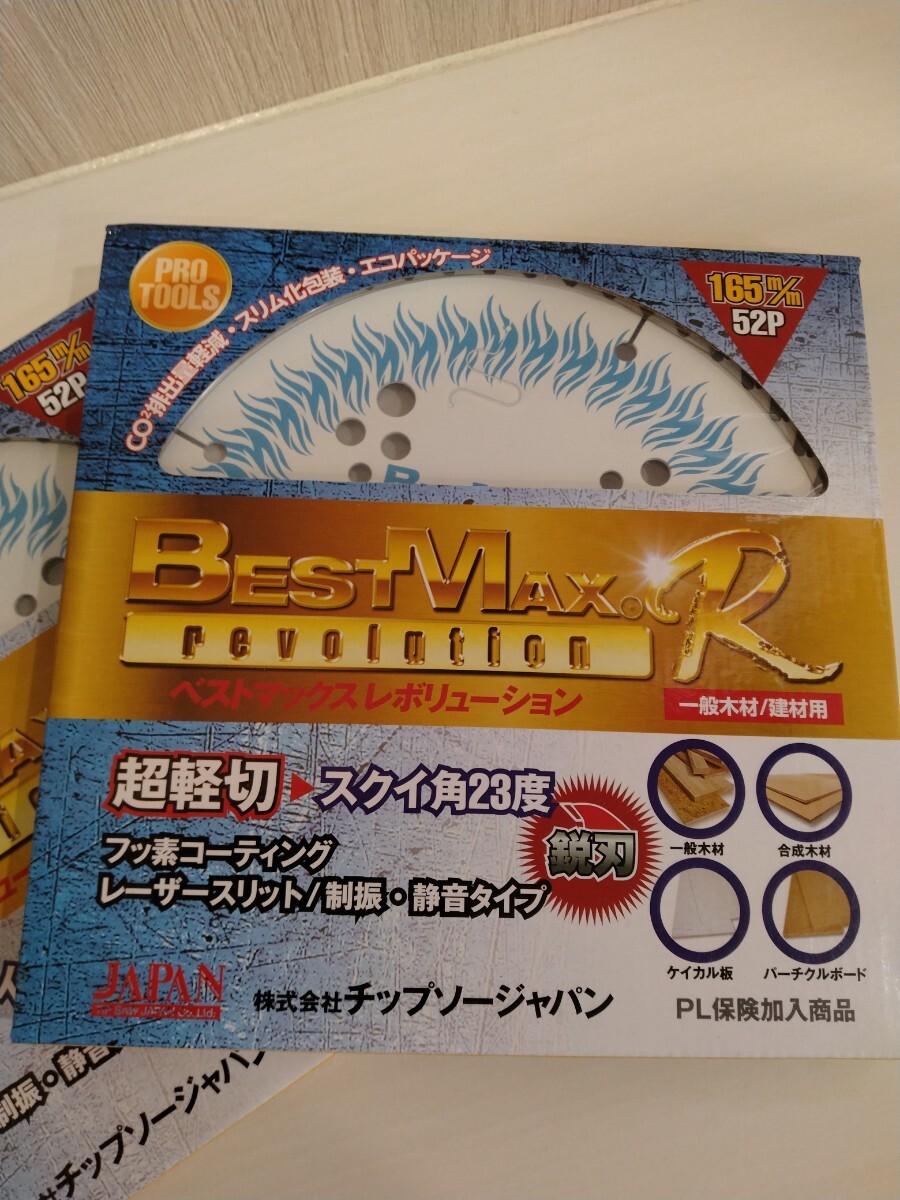 PRO
TOOLS
CO²排出量軽減・スリム化包装・エコパッケージ
165m/m
52P
BESTMAX®
R
revolution
ベストマックスレボリューション
一般木材/建材用
超軽切▶スクイ角23度
フッ素コーティング
レーザースリット/制振・静音タイプ
鋭刃
一般木材
合成木材
ケイカル板
パーチクルボード
JAPAN
株式会社チップソージャパン
PL保険加入商品
165m/m
52P
制振・静音
チップソージャパン